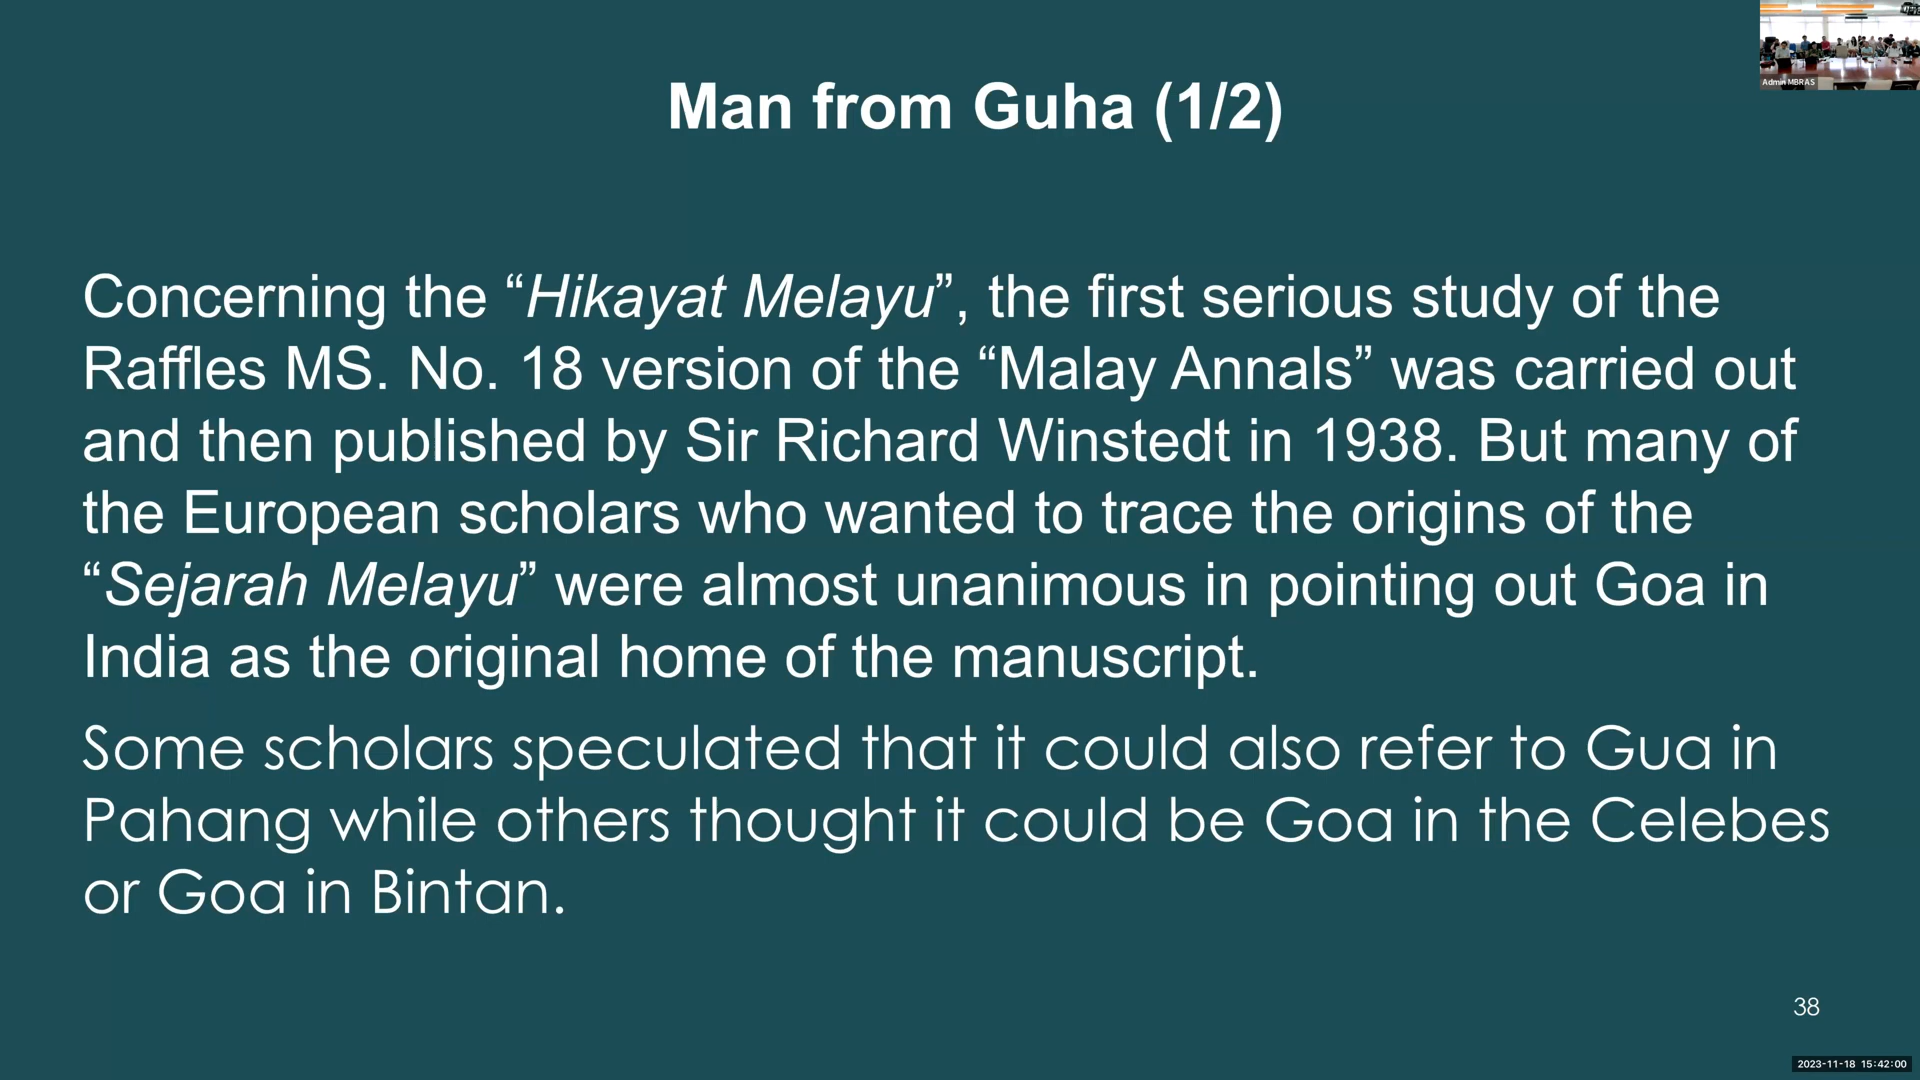 Admin MBRAS
Man from Guha (1/2)
Concerning the “Hikayat Melayu”, the first serious study of the
Raffles MS. No. 18 version of the “Malay Annals” was carried out
and then published by Sir Richard Winstedt in 1938. But many of
the European scholars who wanted to trace the origins of the
“Sejarah Melayu” were almost unanimous in pointing out Goa in
India as the original home of the manuscript.
Some scholars speculated that it could also refer to Gua in
Pahang while others thought it could be Goa in the Celebes
or Goa in Bintan.
38
2023-11-18 15:42:00